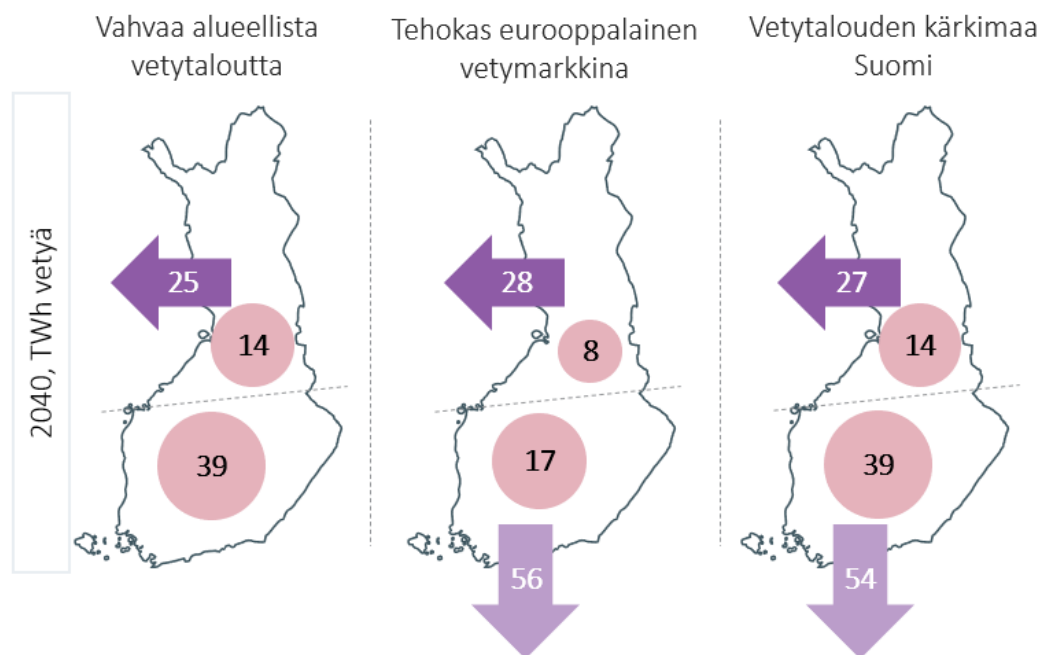 Vahvaa alueellista
vetytaloutta
Tehokas eurooppalainen
vetymarkkina
Vetytalouden kärkimaa
Suomi
2040, TWh vetyä
25
14
39
28
8
17
56
27
14
39
54